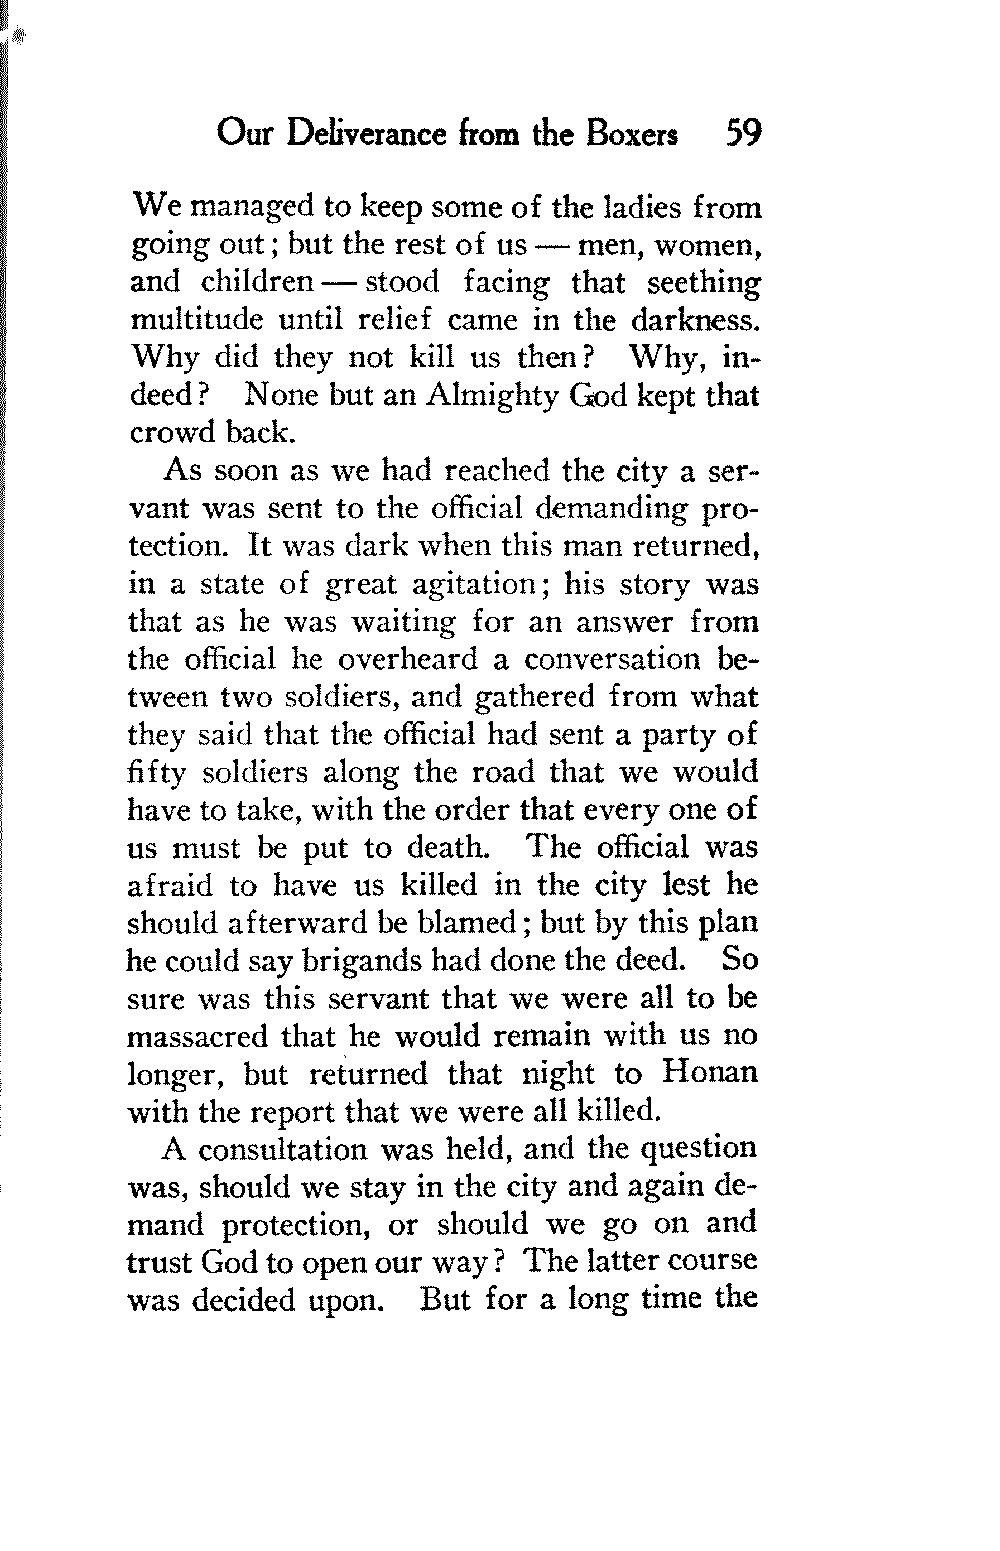 Our Deliverance from the Boxers 59
We managed to keep some of the ladies from
going out; but the rest of us — men, women,
and children — stood facing that seething
multitude until relief came in the darkness.
Why did they not kill us then? Why, in-
deed? None but an Almighty God kept that
crowd back.
As soon as we had reached the city a ser-
vant was sent to the official demanding pro-
tection. It was dark when this man returned,
in a state of great agitation; his story was
that as he was waiting for an answer from
the official he overheard a conversation be-
tween two soldiers, and gathered from what
they said that the official had sent a party of
fifty soldiers along the road that we would
have to take, with the order that every one of
us must be put to death. The official was
afraid to have us killed in the city lest he
should afterward be blamed; but by this plan
he could say brigands had done the deed. So
sure was this servant that we were all to be
massacred that he would remain with us no
longer, but returned that night to Honan
with the report that we were all killed.
A consultation was held, and the question
was, should we stay in the city and again de-
mand protection, or should we go on and
trust God to open our way? The latter course
was decided upon. But for a long time the